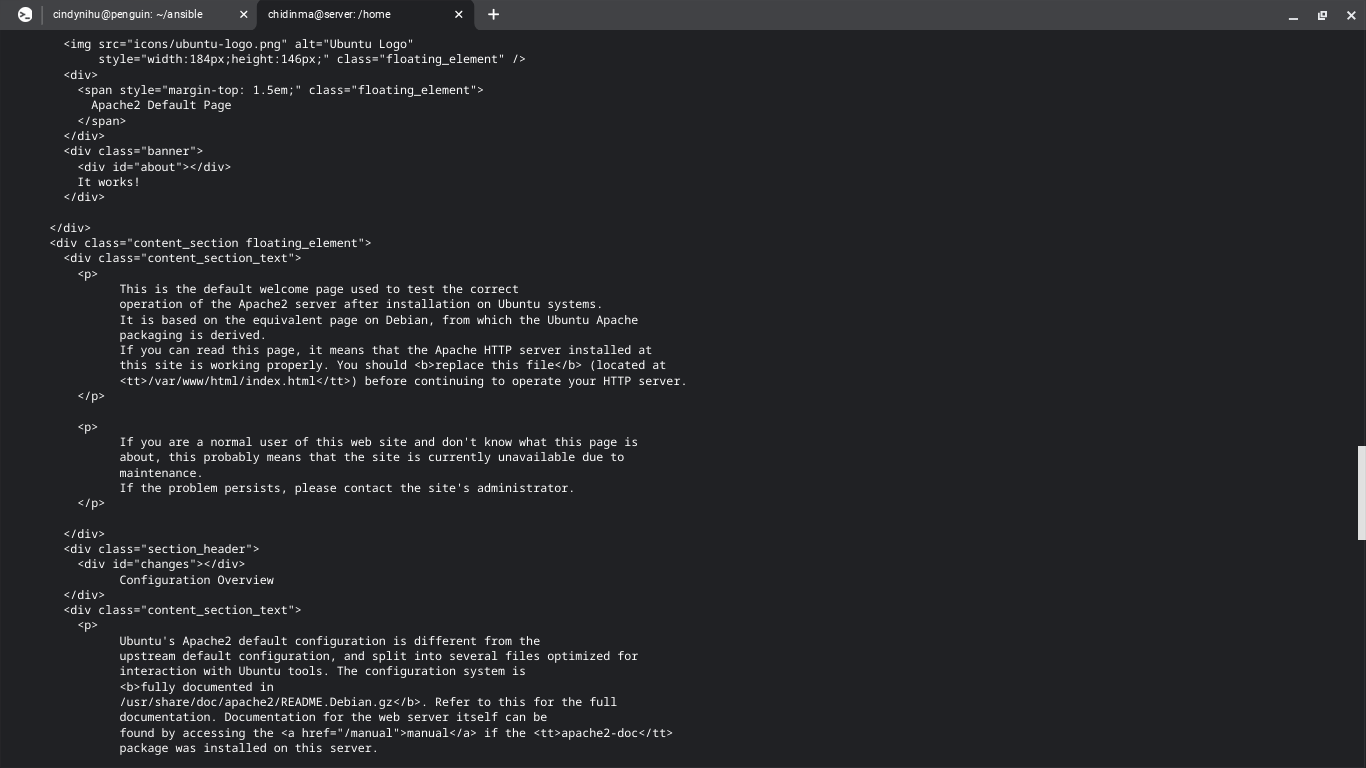 cindynihu@penguin: ~/ansible
chidinma@server: /home
<img src="icons/ubuntu-logo.png" alt="Ubuntu Logo"
style="width:184px;height:146px;" class="floating_element" />
<div>
<span style="margin-top: 1.5em;" class="floating_element">
Apache2 Default Page
</span>
</div>
<div class="banner">
<div id="about"></div>
It works!
</div>
</div>
<div class="content_section floating_element">
<div class="content_section_text">
<p>
This is the default welcome page used to test the correct
operation of the Apache2 server after installation on Ubuntu systems.
It is based on the equivalent page on Debian, from which the Ubuntu Apache
packaging is derived.
If you can read this page, it means that the Apache HTTP server installed at
this site is working properly. You should <b>replace this file</b> (located at
<tt>/var/www/html/index.html</tt>) before continuing to operate your HTTP server.
</p>
<p>
If you are a normal user of this web site and don't know what this page is
about, this probably means that the site is currently unavailable due to
maintenance.
If the problem persists, please contact the site's administrator.
</p>
</div>
<div class="section_header">
<div id="changes"></div>
Configuration Overview
</div>
<div class="content_section_text">
<p>
Ubuntu's Apache2 default configuration is different from the
upstream default configuration, and split into several files optimized for
interaction with Ubuntu tools. The configuration system is
<b>fully documented in
/usr/share/doc/apache2/README.Debian.gz</b>. Refer to this for the full
documentation. Documentation for the web server itself can be
found by accessing the <a href="/manual">manual</a> if the <tt>apache2-doc</tt>
package was installed on this server.